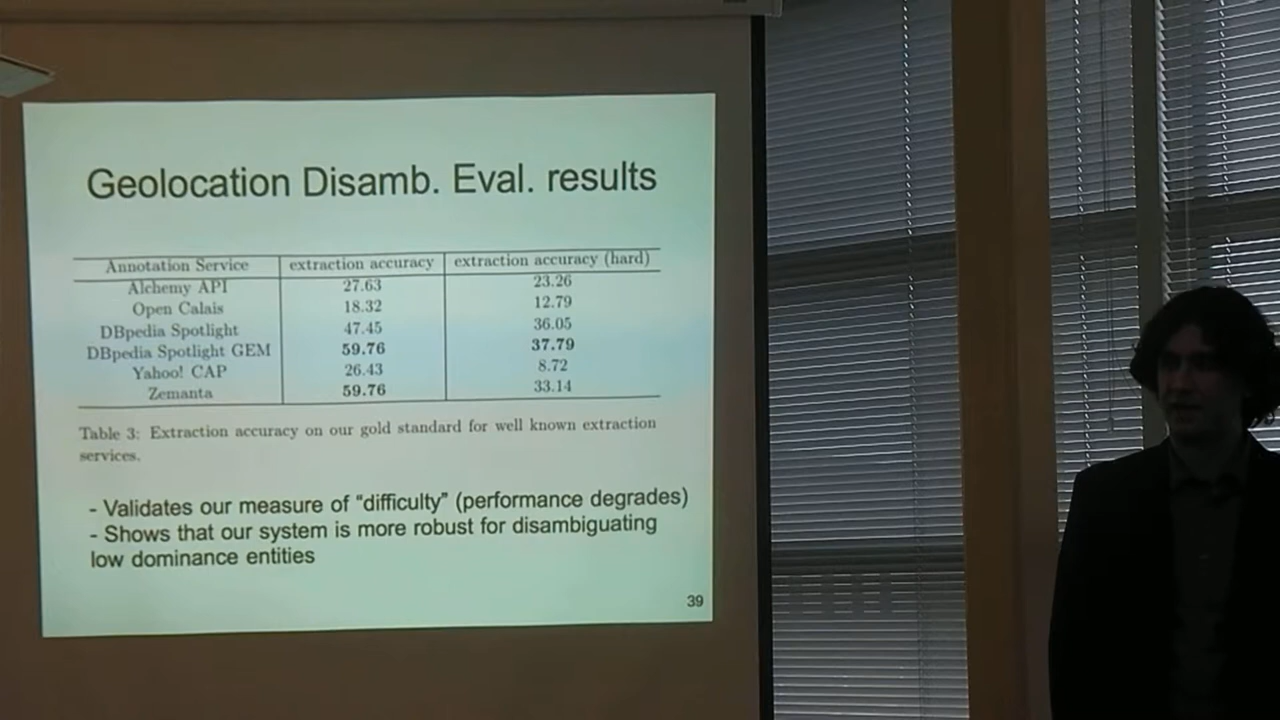 Geolocation Disamb. Eval. results
Annotation Service extraction accuracy extraction accuracy (hard)
Alchemy API 27.63 23.26
Open Calais 18.32 12.79
DBpedia Spotlight 47.45 36.05
DBpedia Spotlight GEM 59.76 37.79
Yahoo! CAP 26.43 8.72
Zemanta 59.76 33.14
Table 3: Extraction accuracy on our gold standard for well known extraction
services.
- Validates our measure of “difficulty” (performance degrades)
- Shows that our system is more robust for disambiguating
low dominance entities
39